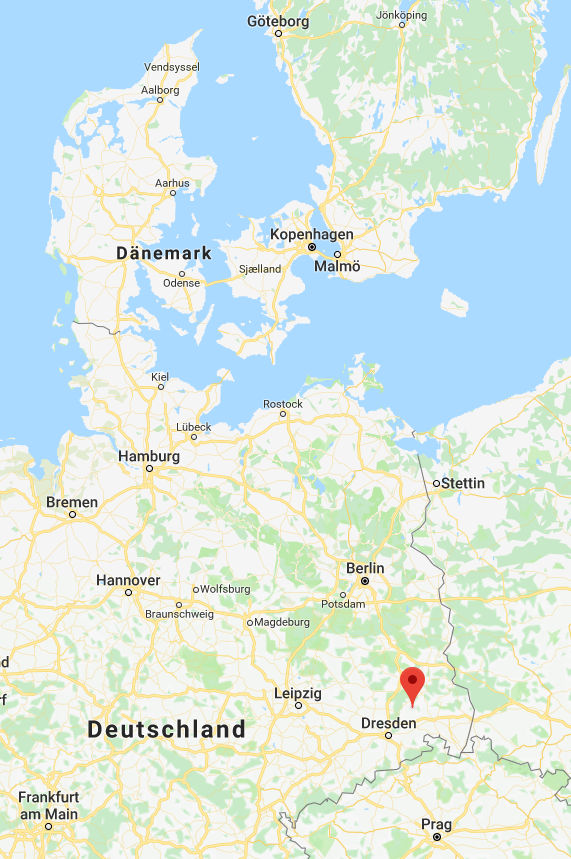 Göteborg
Jönköping
Vendsyssel
Aalborg
Aarhus
Kopenhagen
Dänemark
Malmö
Sjælland
Odense
Kiel
Rostock
Lübeck
Hamburg
Stettin
Bremen
Berlin
Hannover
Wolfsburg
Potsdam
Braunschweig
Magdeburg
d
f
Leipzig
Dresden
Deutschland
Frankfurt
am Main
Prag